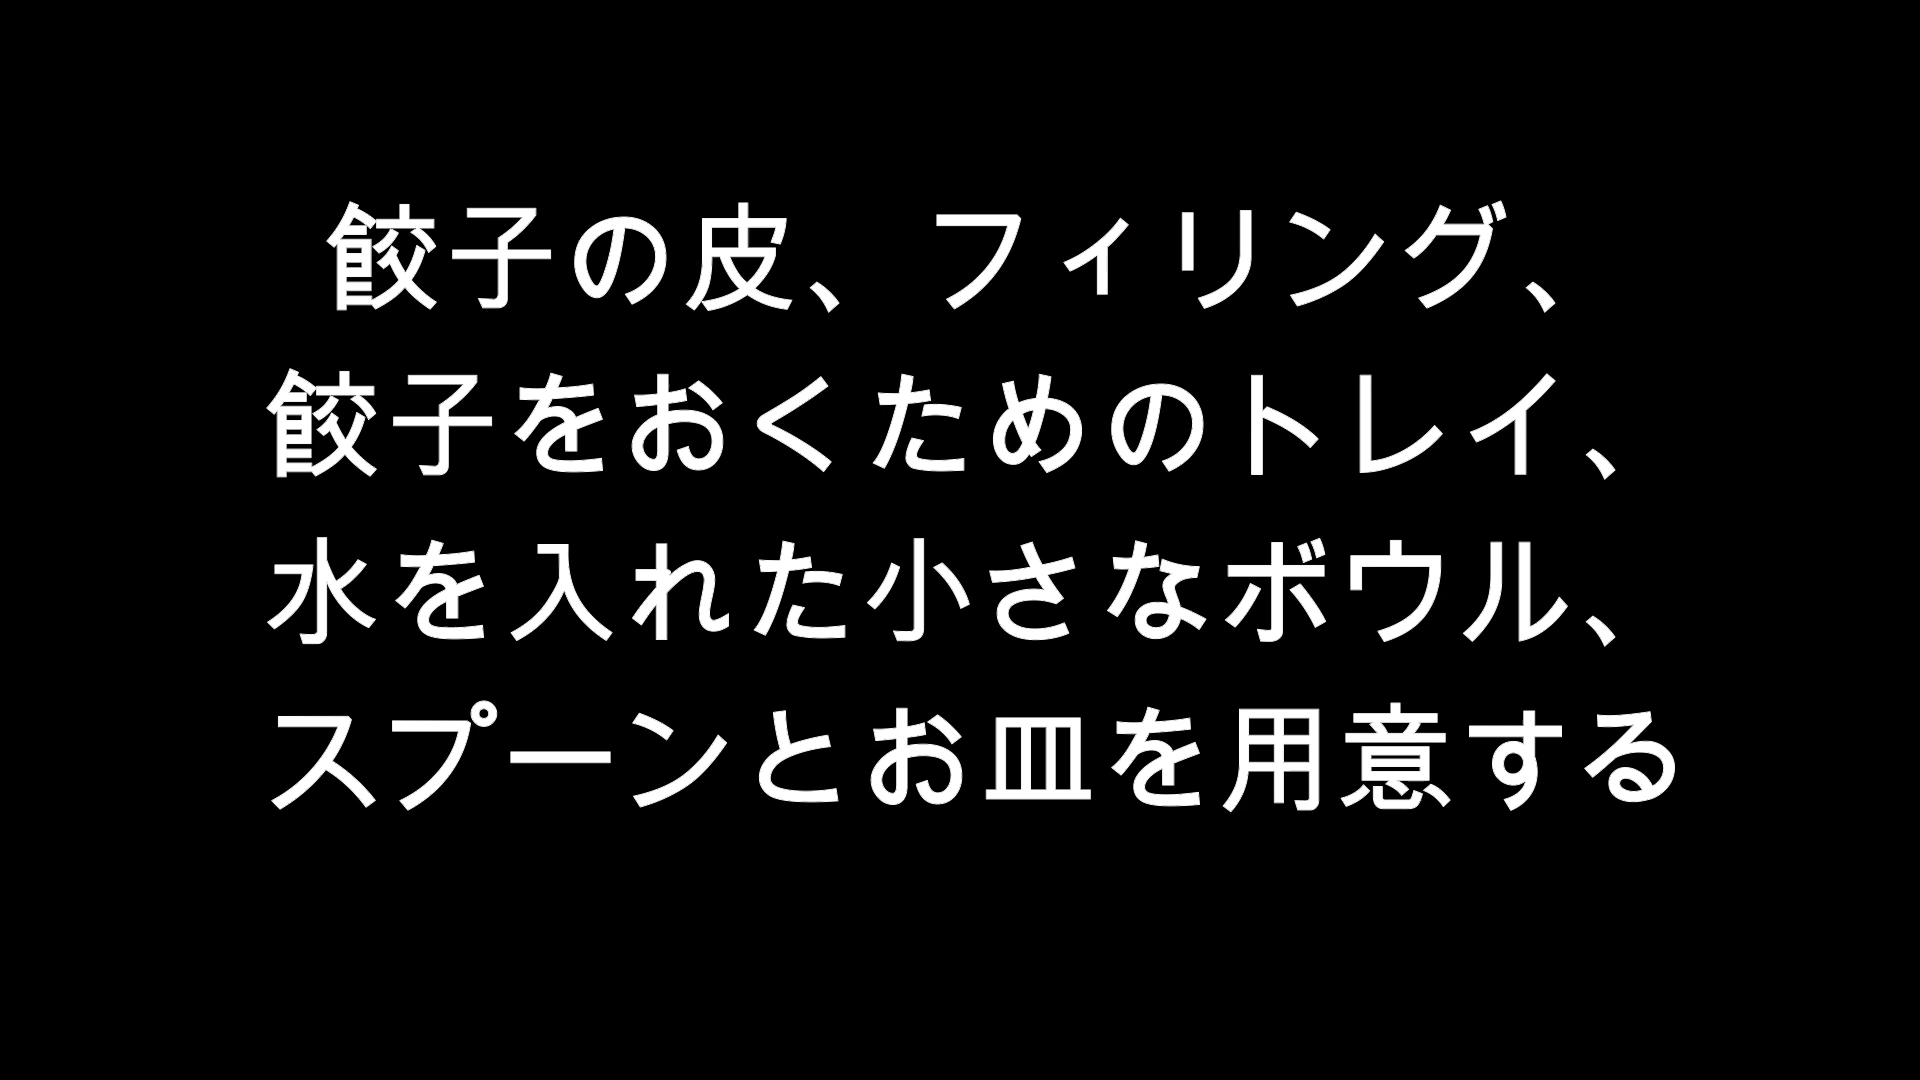 餃子の皮、フィリング、
餃子をおくためのトレイ、
水を入れた小さなボウル、
スプーンとお皿を用意する